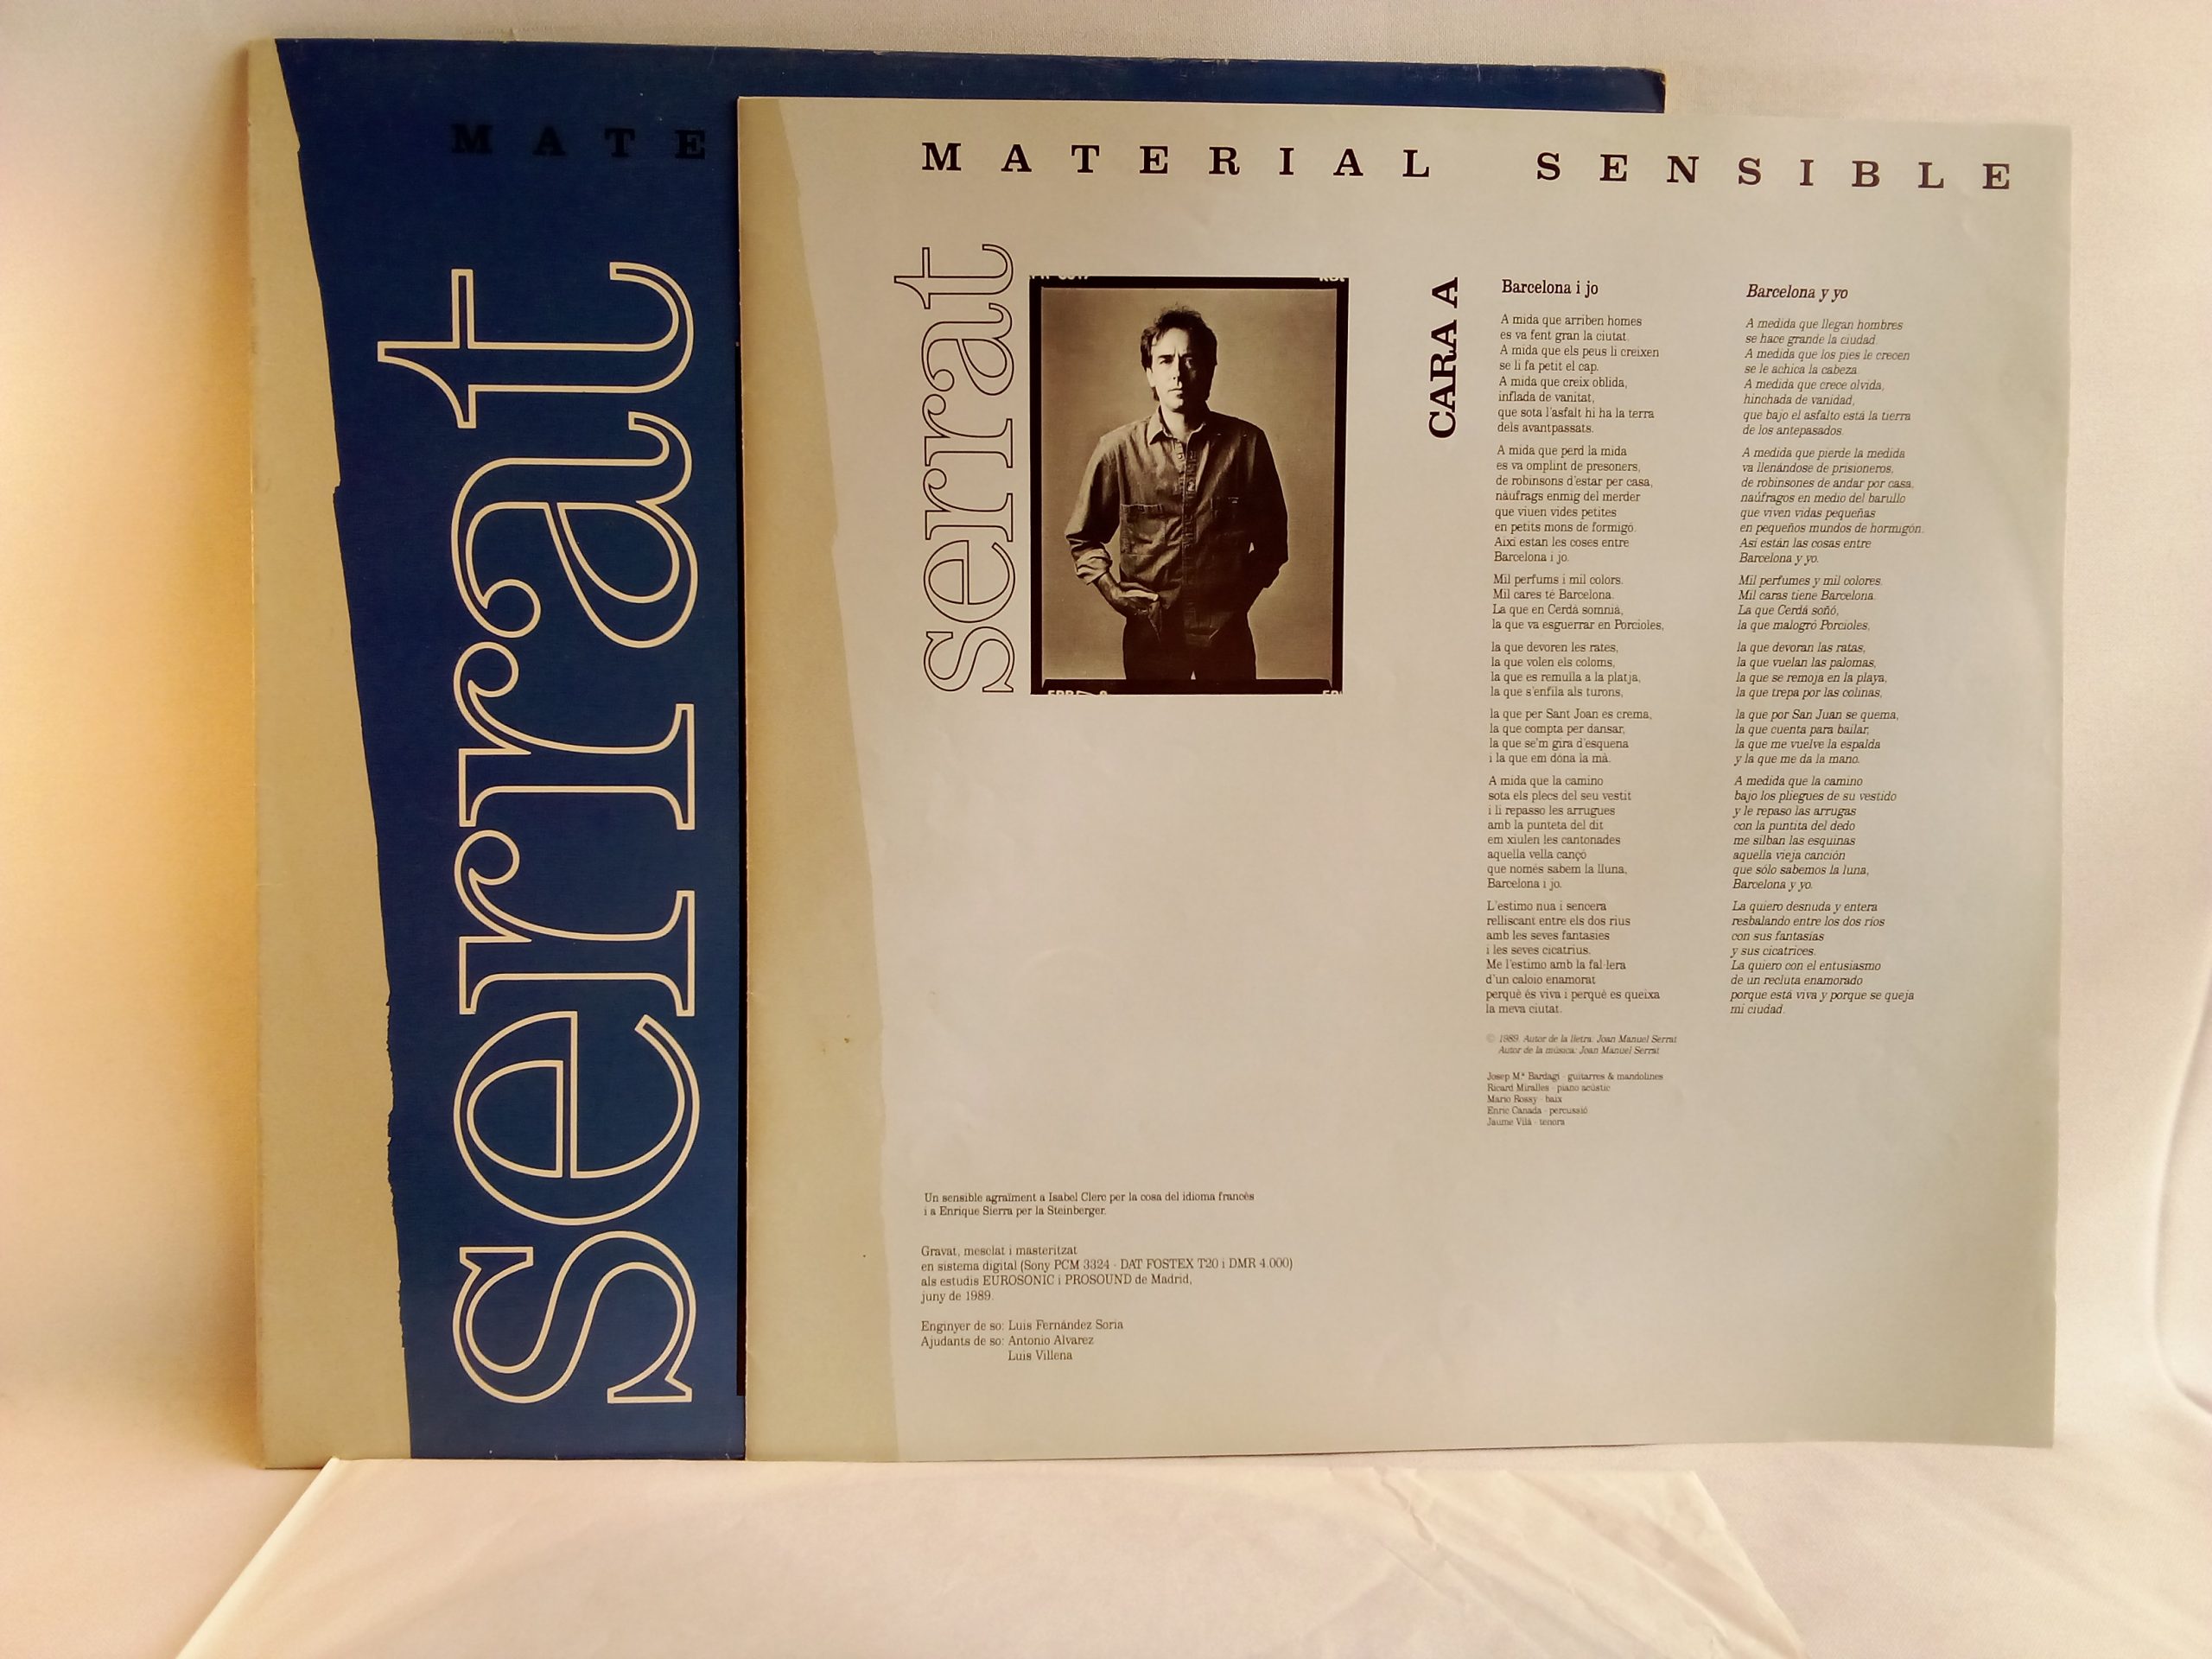 MATE
serrat
MATERIAL SENSIBLE
serrat
CARA A
Barcelona i jo
A mida que arriben homes
es va fent gran la ciutat.
A mida que els peus li creixen
se li fa petit el cap.
A mida que creix oblida,
inflada de vanitat,
que sota l'asfalt hi ha la terra
dels avantpassats.
A mida que perd la mida
es va omplint de presoners,
de robinsons d'estar per casa,
nàufrags enmig del merder
que viuen vides petites
en petits mons de formigó.
Així estan les coses entre
Barcelona i jo.
Mil perfums i mil colors.
Mil cares té Barcelona.
La que en Cerdà somnià,
la que va esguerrar en Porcioles,
la que devoren les rates,
la que volen els coloms,
la que es remulla a la platja,
la que s'enfila als turons,
la que per Sant Joan es crema,
la que compta per dansar,
la que se'm gira d'esquena
i la que em dóna la mà.
A mida que la camino
sota els plecs del seu vestit
i li repasso les arrugues
amb la punteta del dit
em xiulen les cantonades
aquella vella cançó
que només sabem la lluna,
Barcelona i jo.
L'estimo nua i sencera
relliscant entre els dos rius
amb les seves fantasies
i les seves cicatrius.
Me l'estimo amb la fal·lera
d'un caloio enamorat
perquè és viva i perquè es queixa
la meva ciutat.
© 1989. Autor de la lletra: Joan Manuel Serrat
Autor de la música: Joan Manuel Serrat
Josep M.ª Bardagí · guitarres & mandolines
Ricard Miralles · piano acústic
Mario Rossy · baix
Enric Canada · percussió
Jaume Vilà · tenora
Barcelona y yo
A medida que llegan hombres
se hace grande la ciudad.
A medida que los pies le crecen
se le achica la cabeza.
A medida que crece olvida,
hinchada de vanidad,
que bajo el asfalto está la tierra
de los antepasados.
A medida que pierde la medida
va llenándose de prisioneros,
de robinsones de andar por casa,
naúfragos en medio del barullo
que viven vidas pequeñas
en pequeños mundos de hormigón.
Así están las cosas entre
Barcelona y yo.
Mil perfumes y mil colores.
Mil caras tiene Barcelona.
La que Cerdá soñó,
la que malogró Porcioles,
la que devoran las ratas,
la que vuelan las palomas,
la que se remoja en la playa,
la que trepa por las colinas,
la que por San Juan se quema,
la que cuenta para bailar,
la que me vuelve la espalda
y la que me da la mano.
A medida que la camino
bajo los pliegues de su vestido
y le repaso las arrugas
con la puntita del dedo
me silban las esquinas
aquella vieja canción
que sólo sabemos la luna,
Barcelona y yo.
La quiero desnuda y entera
resbalando entre los dos ríos
con sus fantasías
y sus cicatrices.
La quiero con el entusiasmo
de un recluta enamorado
porque está viva y porque se queja
mi ciudad.
Un sensible agraïment a Isabel Clerc per la cosa del idioma francès
i a Enrique Sierra per la Steinberger.
Gravat, mesclat i masteritzat
en sistema digital (Sony PCM 3324 - DAT FOSTEX T20 i DMR 4.000)
als estudis EUROSONIC i PROSOUND de Madrid,
juny de 1989.
Enginyer de so: Luis Fernández Soria
Ajudants de so: Antonio Alvarez
Luis Villena